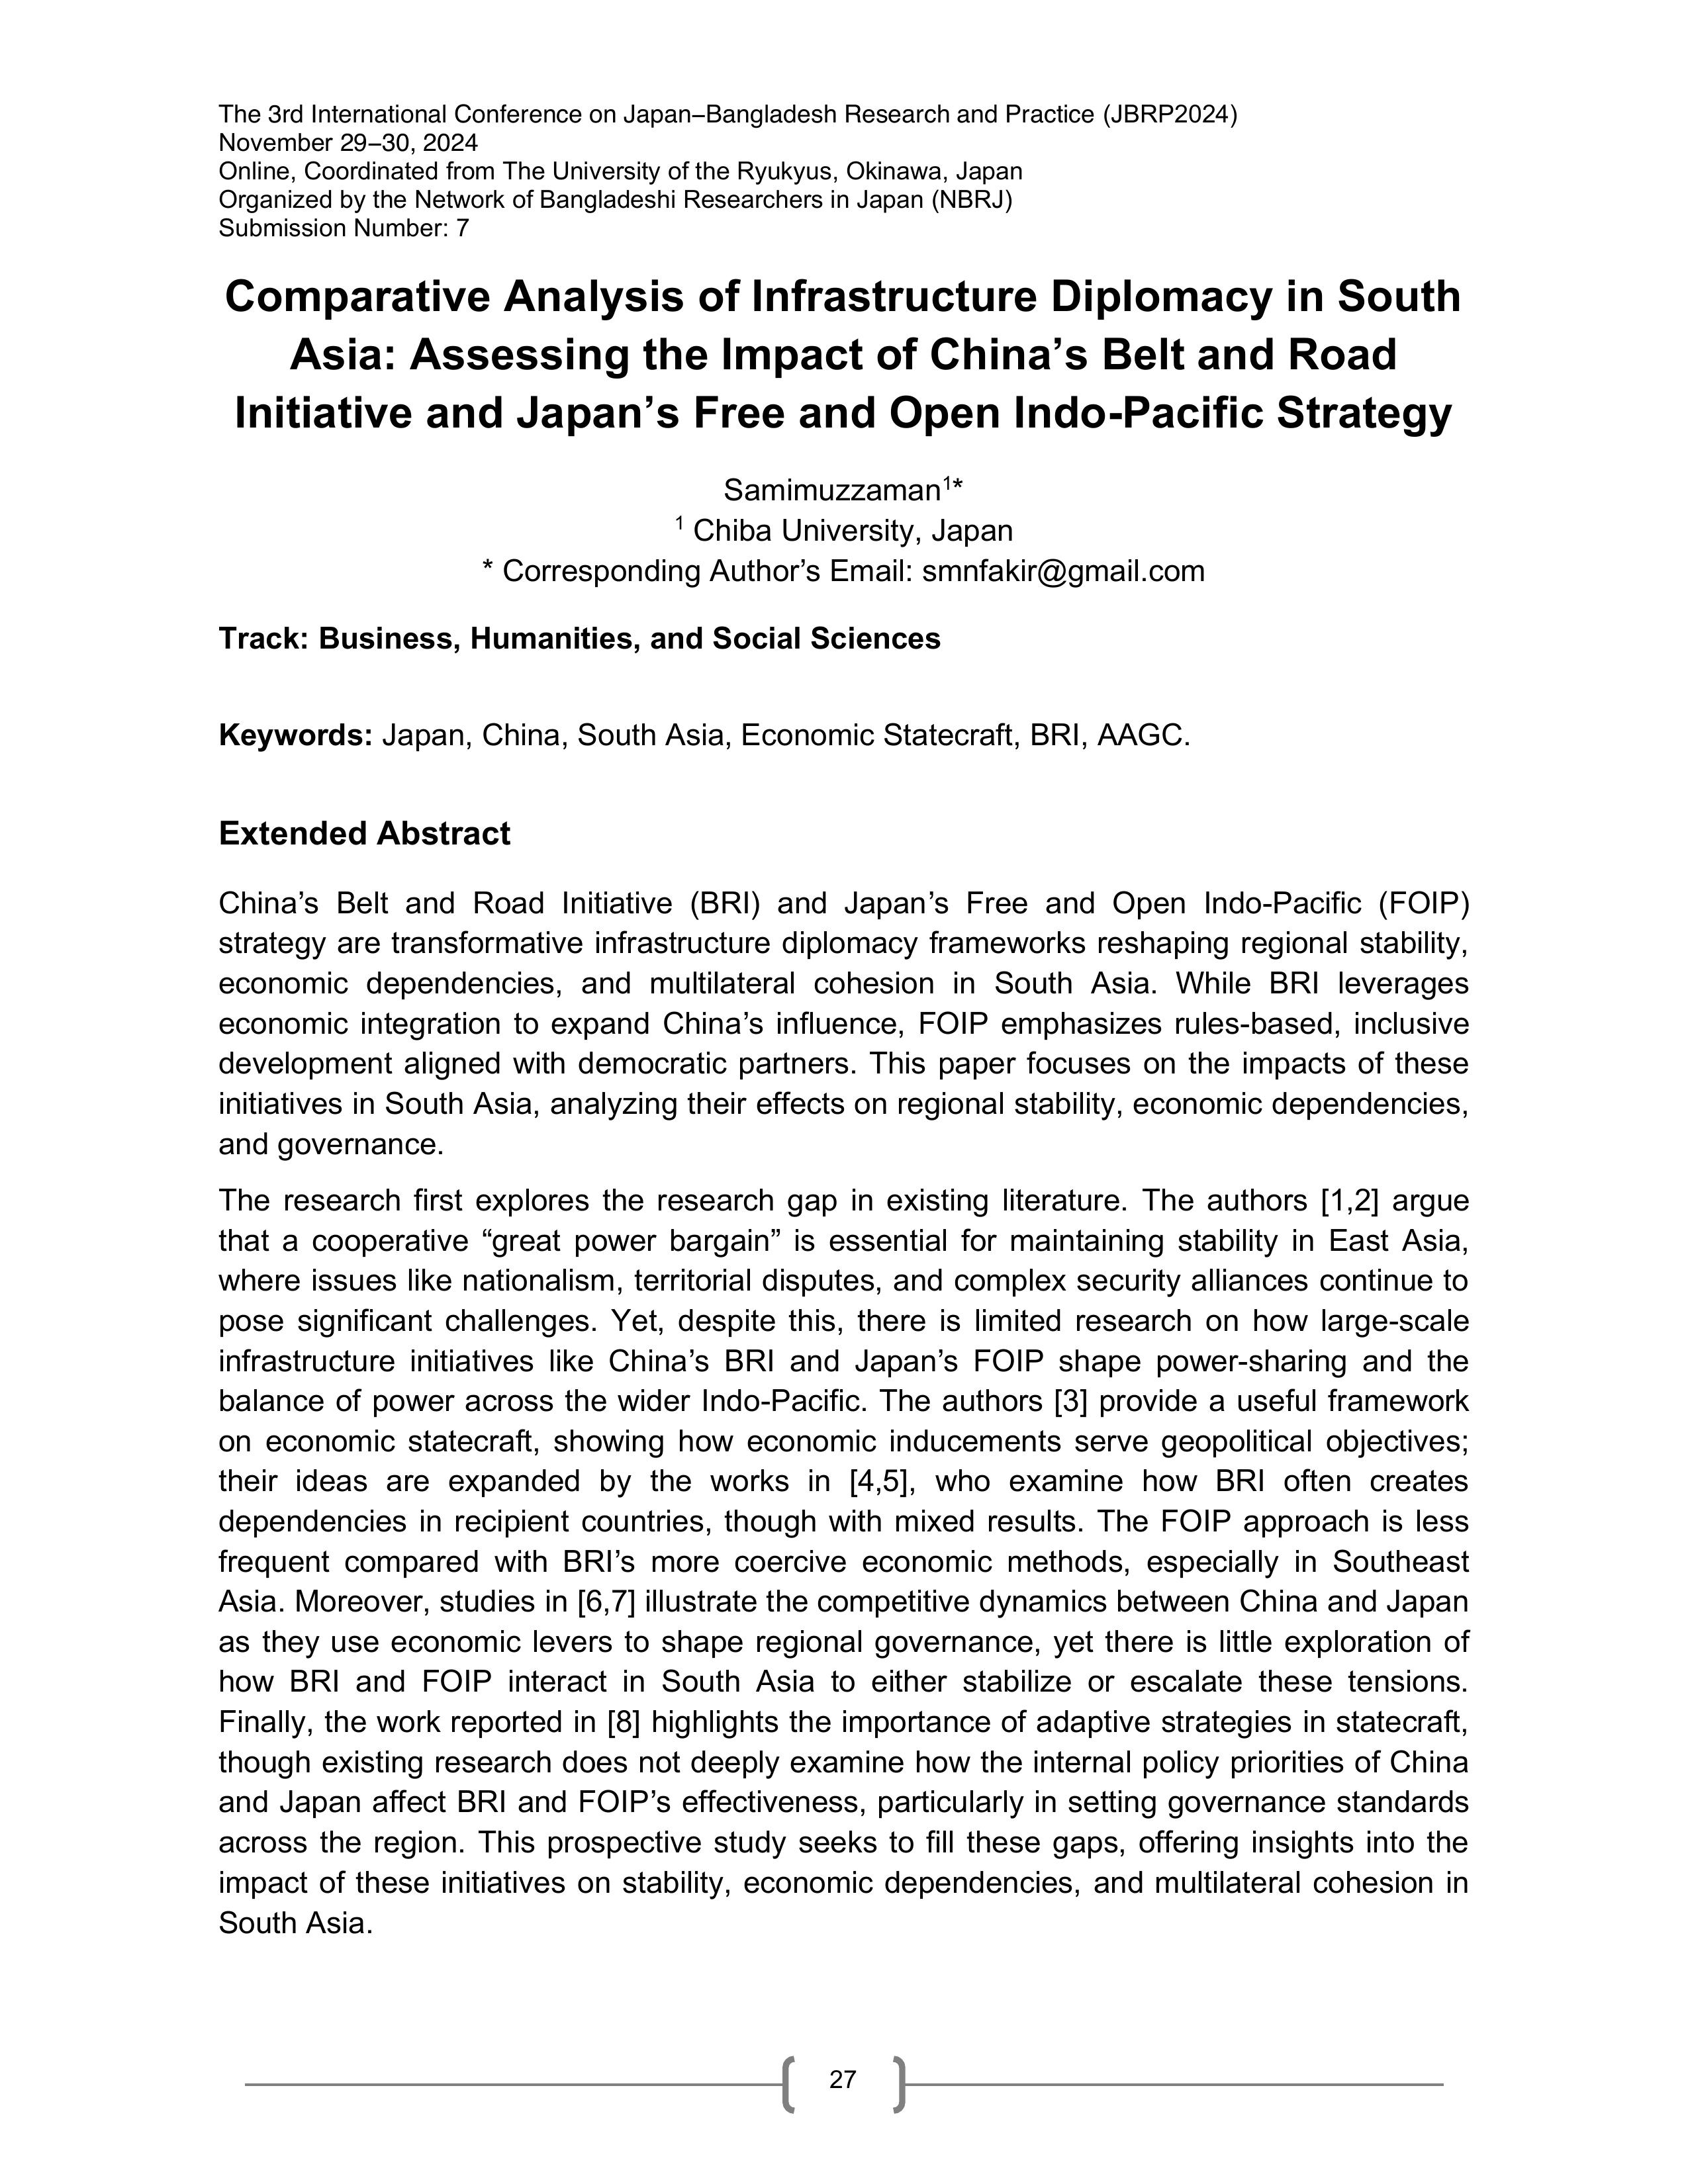 The 3rd International Conference on Japan–Bangladesh Research and Practice (JBRP2024)
November 29–30, 2024
Online, Coordinated from The University of the Ryukyus, Okinawa, Japan
Organized by the Network of Bangladeshi Researchers in Japan (NBRJ)
Submission Number: 7
Comparative Analysis of Infrastructure Diplomacy in South
Asia: Assessing the Impact of China’s Belt and Road
Initiative and Japan’s Free and Open Indo-Pacific Strategy
Samimuzzaman¹*
¹ Chiba University, Japan
* Corresponding Author’s Email: smnfakir@gmail.com
Track: Business, Humanities, and Social Sciences
Keywords: Japan, China, South Asia, Economic Statecraft, BRI, AAGC.
Extended Abstract
China’s Belt and Road Initiative (BRI) and Japan’s Free and Open Indo-Pacific (FOIP)
strategy are transformative infrastructure diplomacy frameworks reshaping regional stability,
economic dependencies, and multilateral cohesion in South Asia. While BRI leverages
economic integration to expand China’s influence, FOIP emphasizes rules-based, inclusive
development aligned with democratic partners. This paper focuses on the impacts of these
initiatives in South Asia, analyzing their effects on regional stability, economic dependencies,
and governance.
The research first explores the research gap in existing literature. The authors [1,2] argue
that a cooperative “great power bargain” is essential for maintaining stability in East Asia,
where issues like nationalism, territorial disputes, and complex security alliances continue to
pose significant challenges. Yet, despite this, there is limited research on how large-scale
infrastructure initiatives like China’s BRI and Japan’s FOIP shape power-sharing and the
balance of power across the wider Indo-Pacific. The authors [3] provide a useful framework
on economic statecraft, showing how economic inducements serve geopolitical objectives;
their ideas are expanded by the works in [4,5], who examine how BRI often creates
dependencies in recipient countries, though with mixed results. The FOIP approach is less
frequent compared with BRI’s more coercive economic methods, especially in Southeast
Asia. Moreover, studies in [6,7] illustrate the competitive dynamics between China and Japan
as they use economic levers to shape regional governance, yet there is little exploration of
how BRI and FOIP interact in South Asia to either stabilize or escalate these tensions.
Finally, the work reported in [8] highlights the importance of adaptive strategies in statecraft,
though existing research does not deeply examine how the internal policy priorities of China
and Japan affect BRI and FOIP’s effectiveness, particularly in setting governance standards
across the region. This prospective study seeks to fill these gaps, offering insights into the
impact of these initiatives on stability, economic dependencies, and multilateral cohesion in
South Asia.
27